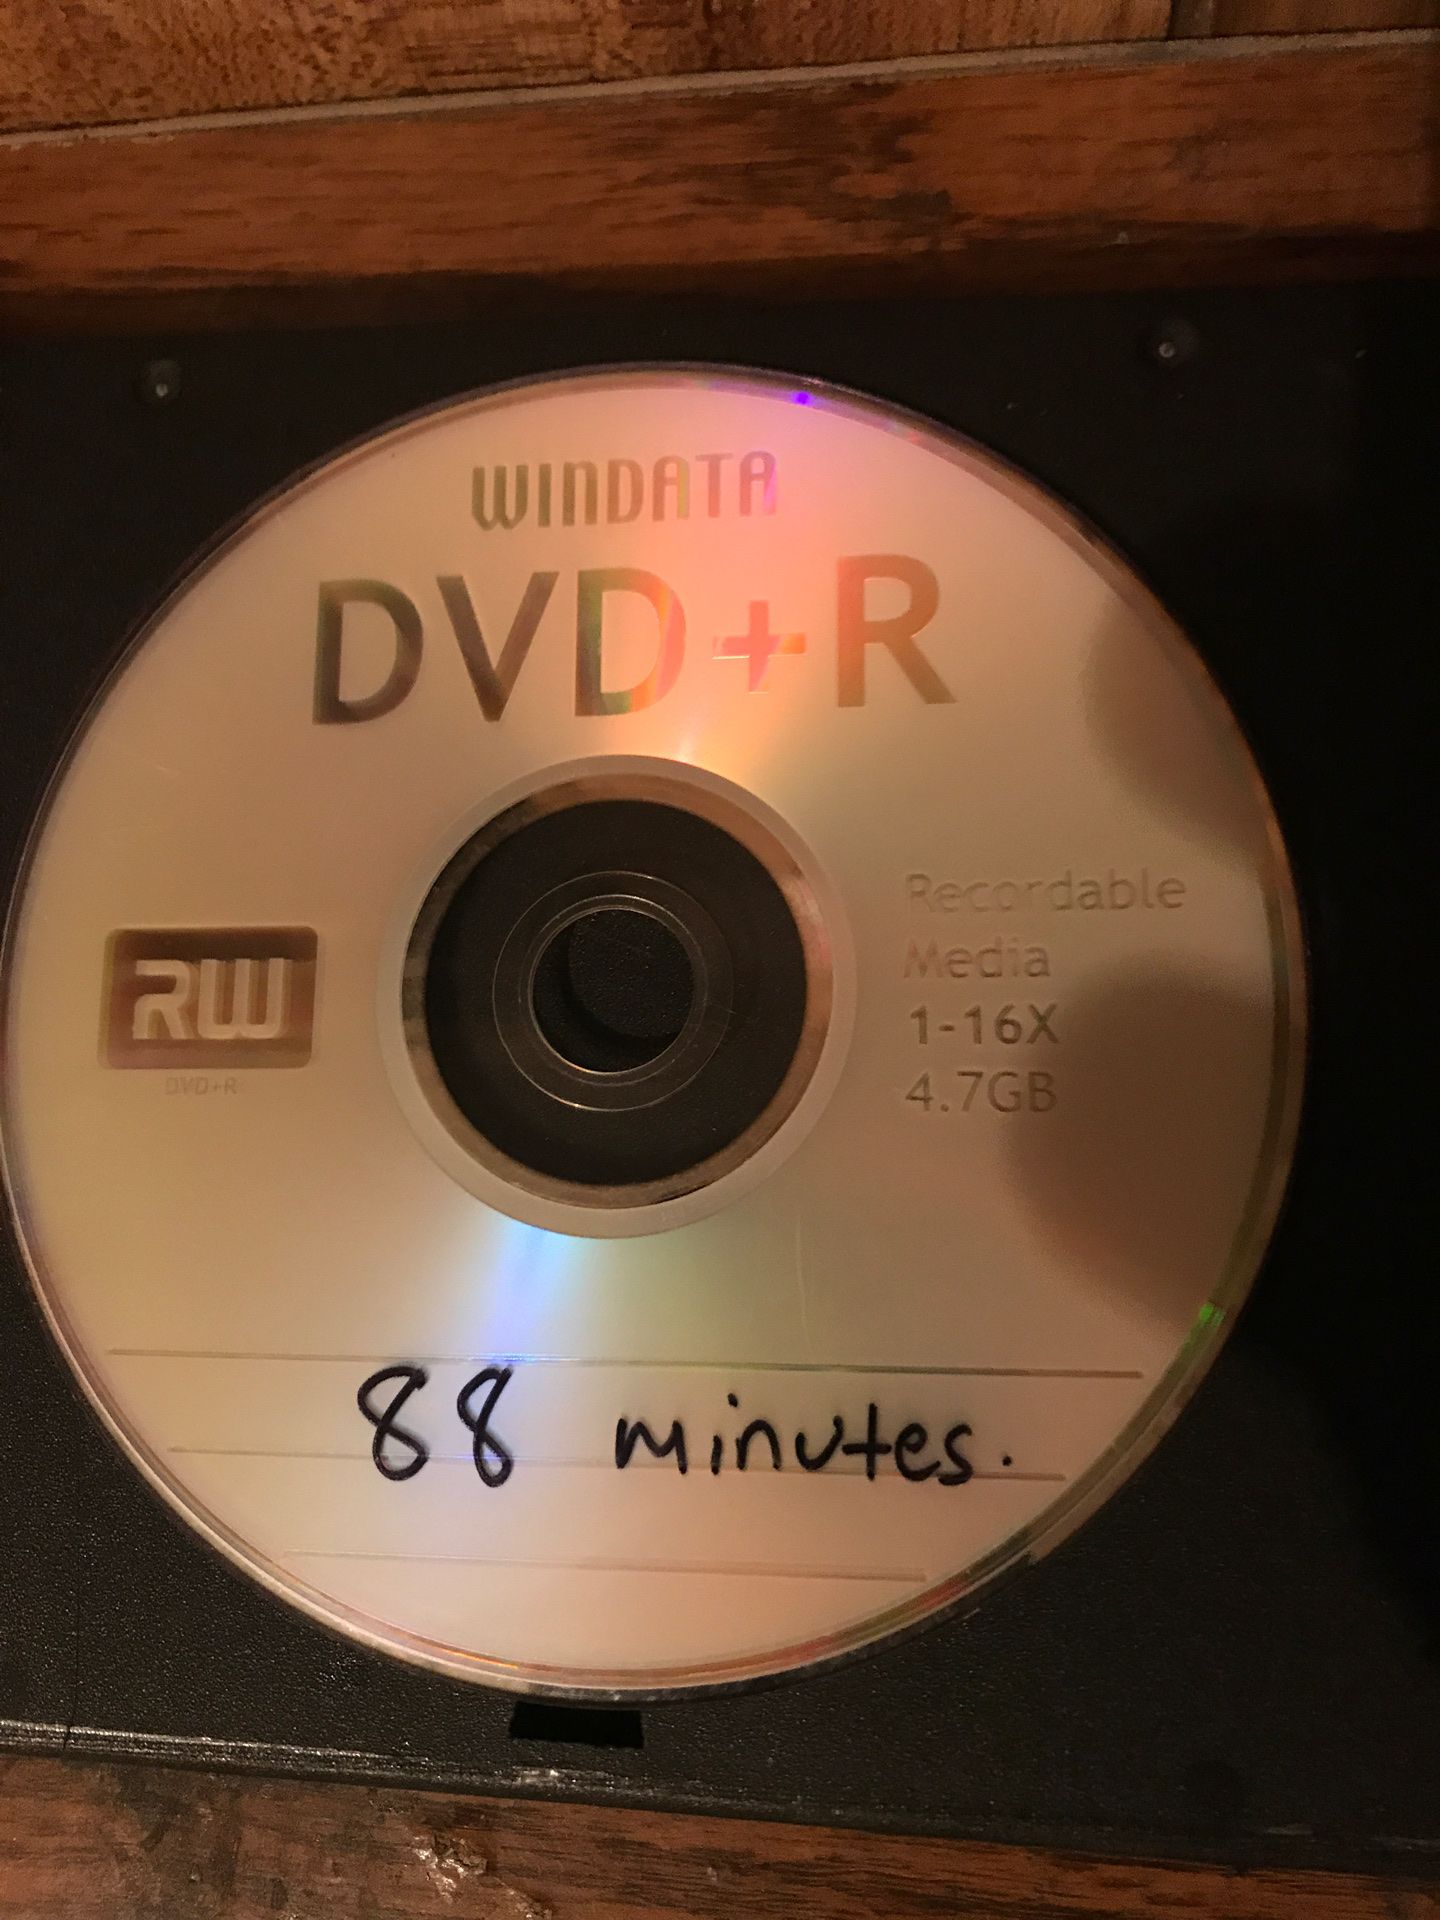 WINDATA
DVD+R
RW
DVD+R
Recordable
Media
1-16X
4.7GB
88 minutes.